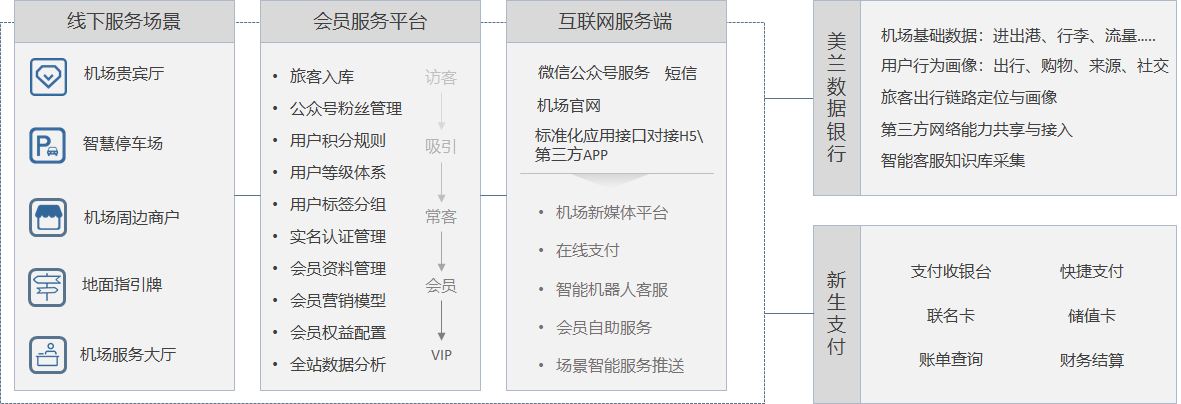 线下服务场景
机场贵宾厅
智慧停车场
机场周边商户
地面指引牌
机场服务大厅
会员服务平台
• 旅客入库
• 公众号粉丝管理
• 用户积分规则
• 用户等级体系
• 用户标签分组
• 实名认证管理
• 会员资料管理
• 会员营销模型
• 会员权益配置
• 全站数据分析
访客
吸引
常客
会员
VIP
互联网服务端
微信公众号服务 短信
机场官网
标准化应用接口对接H5\
第三方APP
• 机场新媒体平台
• 在线支付
• 智能机器人客服
• 会员自助服务
• 场景智能服务推送
美兰数据银行
机场基础数据：进出港、行李、流量.....
用户行为画像：出行、购物、来源、社交
旅客出行链路定位与画像
第三方网络能力共享与接入
智能客服知识库采集
新生支付
支付收银台 快捷支付
联名卡 储值卡
账单查询 财务结算